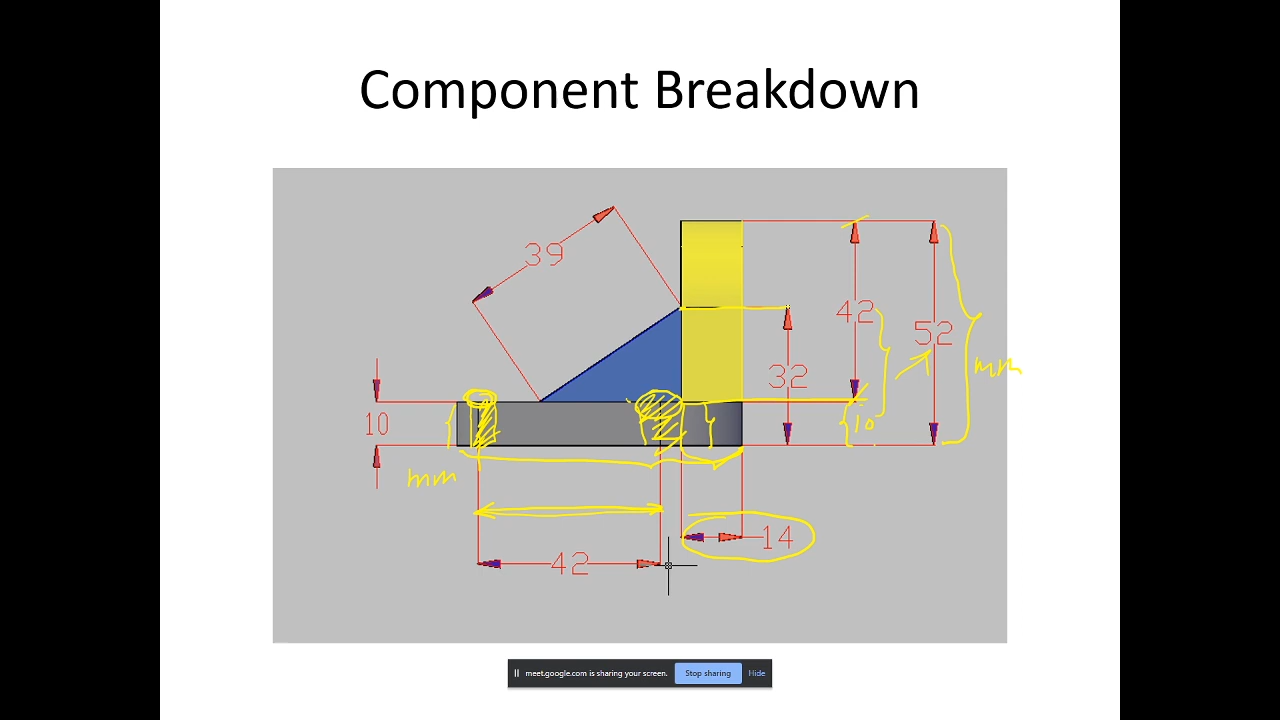 Component Breakdown
39
42
52
mm
32
10
10
mm
14
42
meet.google.com is sharing your screen. Stop sharing Hide